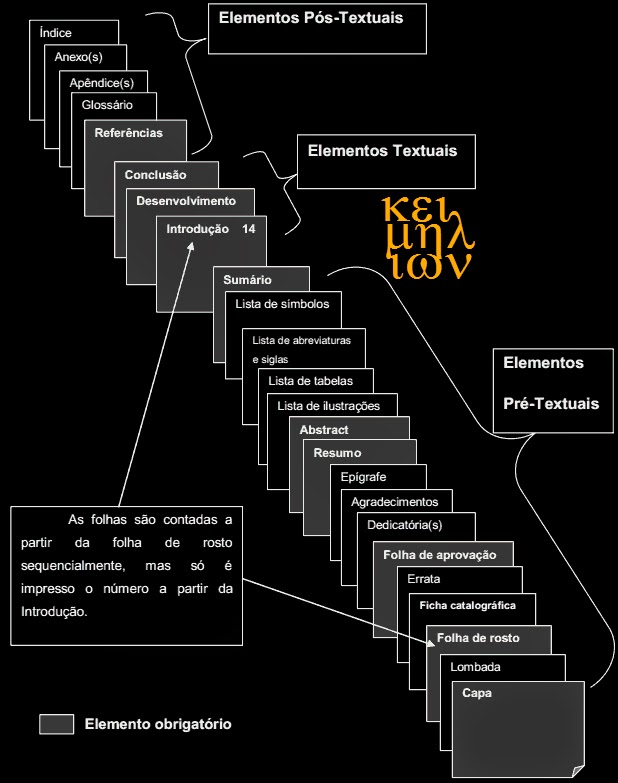 Elementos Pós-Textuais
Índice
Anexo(s)
Apêndice(s)
Glossário
Referências
Elementos Textuais
Conclusão
Desenvolvimento
Introdução 14
κει
μηλ
ιων
Sumário
Lista de símbolos
Lista de abreviaturas
e siglas
Lista de tabelas
Lista de ilustrações
Elementos
Pré-Textuais
Abstract
Resumo
Epígrafe
Agradecimentos
Dedicatória(s)
Folha de aprovação
Errata
Ficha catalográfica
Folha de rosto
Lombada
Capa
As folhas são contadas a
partir da folha de rosto
sequencialmente, mas só é
impresso o número a partir da
Introdução.
Elemento obrigatório